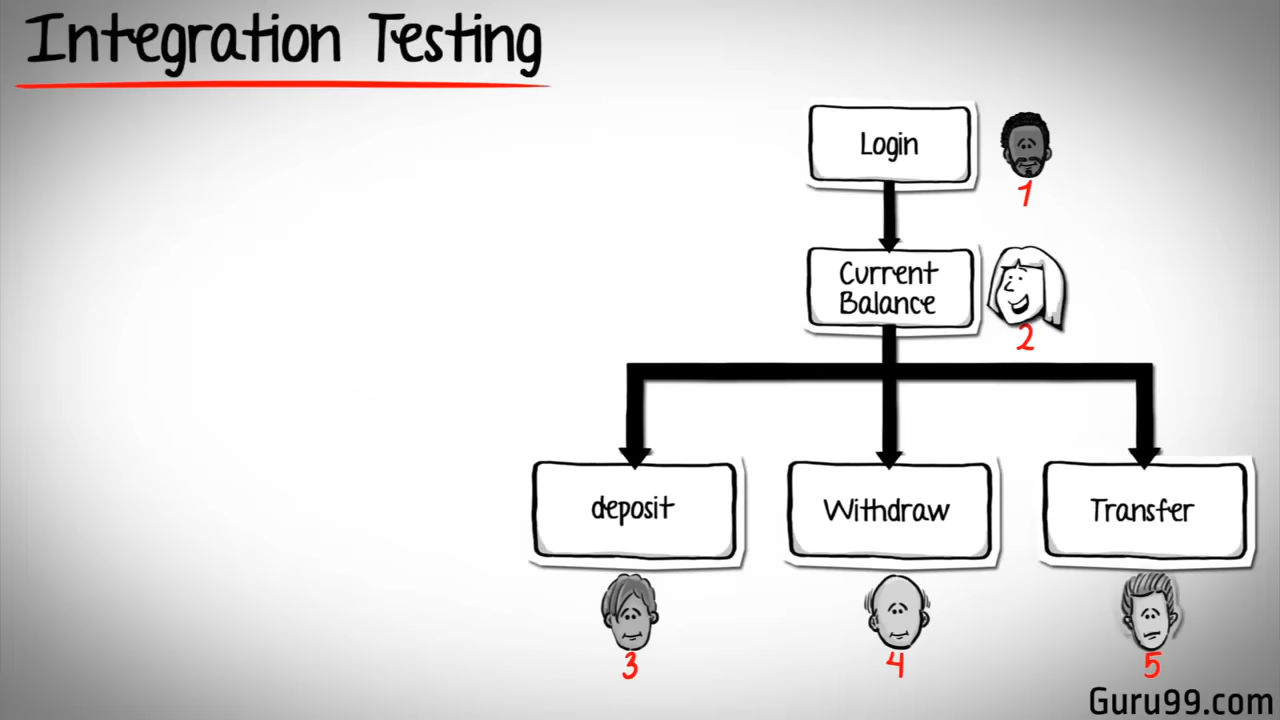 Integration Testing
Login
1
Current
Balance
2
deposit
Withdraw
Transfer
3
4
5
Guru99.com